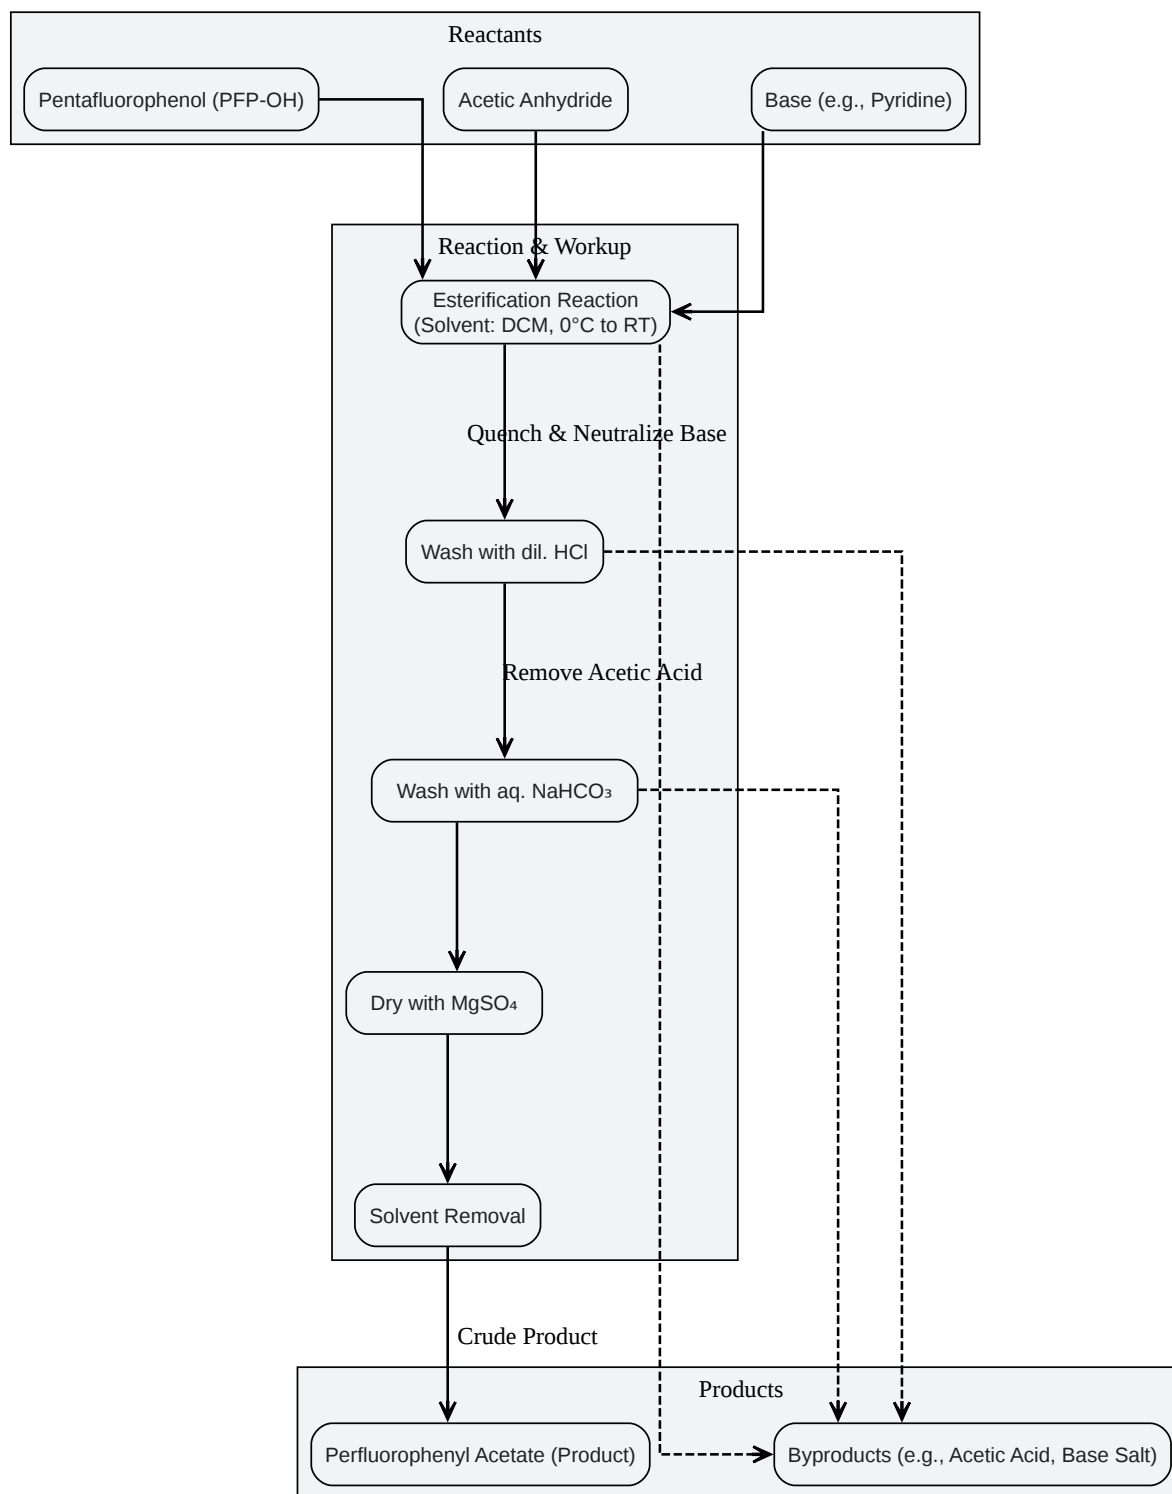 Reactants
Pentafluorophenol (PFP-OH)
Acetic Anhydride
Base (e.g., Pyridine)
Reaction & Workup
Esterification Reaction
(Solvent: DCM, 0°C to RT)
Quench & Neutralize Base
Wash with dil. HCl
Remove Acetic Acid
Wash with aq. NaHCO₃
Dry with MgSO₄
Solvent Removal
Crude Product
Products
Perfluorophenyl Acetate (Product)
Byproducts (e.g., Acetic Acid, Base Salt)